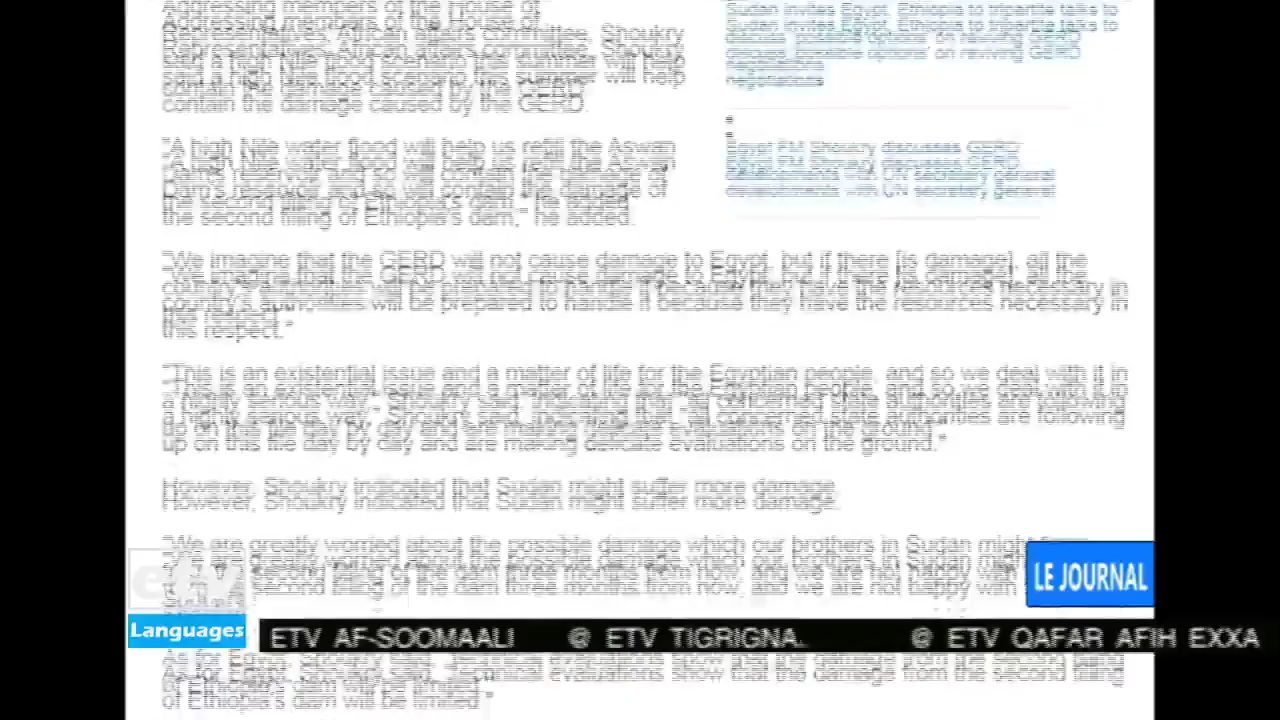 Addressing members of the House of
Representatives African affairs committee, Shoukry
said a high Nile flood scenario this summer will help
contain the damage caused by the GERD.
Sudan invites Egypt, Ethiopia to
on GERD
negotiations
"A high Nile water flood will help us refill the Aswan
Dam's reservoir and so will contain the damage of
the second filling of Ethiopia's dam," he added.
Egypt FM Shoukry discusses GERD
developments with UN secretary general
"We imagine that the GERD will not cause damage to Egypt, but if there [is damage], all the
country's will be prepared to handle it because they have the resources necessary in
this respect."
"This is an existential issue and a matter of life for the Egyptian people, and so we deal with it in
a very serious way," Shoukry said, all concerned state authorities are following
up on this file day by day and are making accurate evaluations on the ground."
However, Shoukry indicated that Sudan might suffer more damage.
"We are greatly worried about the possible damage which our brothers in Sudan might
second filling of the dam three months from now, and we are not happy with
etv
LE JOURNAL
Languages
ETV AF-SOOMAALI @ ETV TIGRIGNA. @ ETV QAFAR AFIH EXXA
As for Egypt, Shoukry said, technical evaluations show that the damage from the second filling
of Ethiopia's dam will be limited."